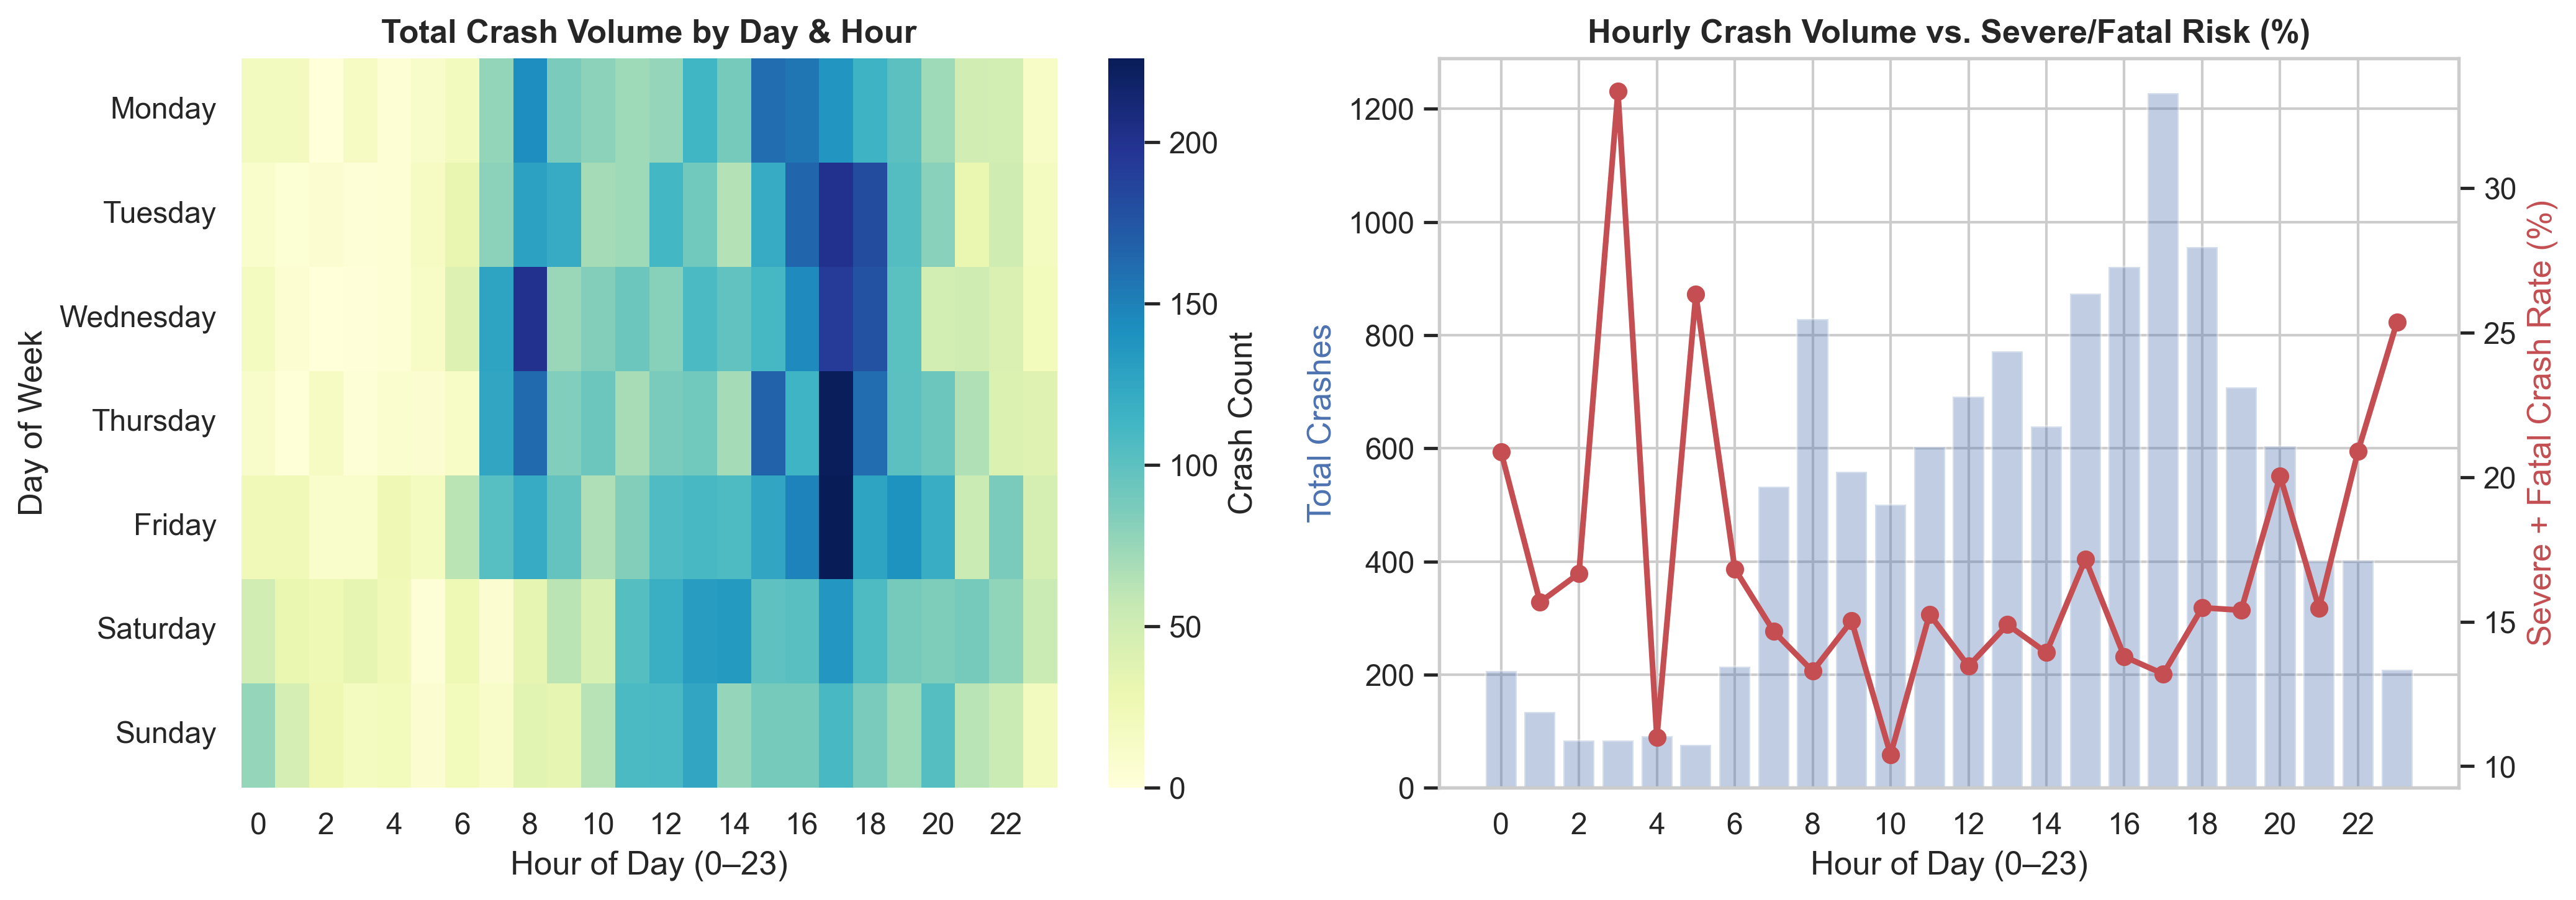 Total Crash Volume by Day & Hour
Day of Week
Monday
Tuesday
Wednesday
Thursday
Friday
Saturday
Sunday
0 2 4 6 8 10 12 14 16 18 20 22
Hour of Day (0–23)
200
150
100
50
0
Crash Count
Hourly Crash Volume vs. Severe/Fatal Risk (%)
Total Crashes
1200
1000
800
600
400
200
0
0 2 4 6 8 10 12 14 16 18 20 22
Hour of Day (0–23)
30
25
20
15
10
Severe + Fatal Crash Rate (%)